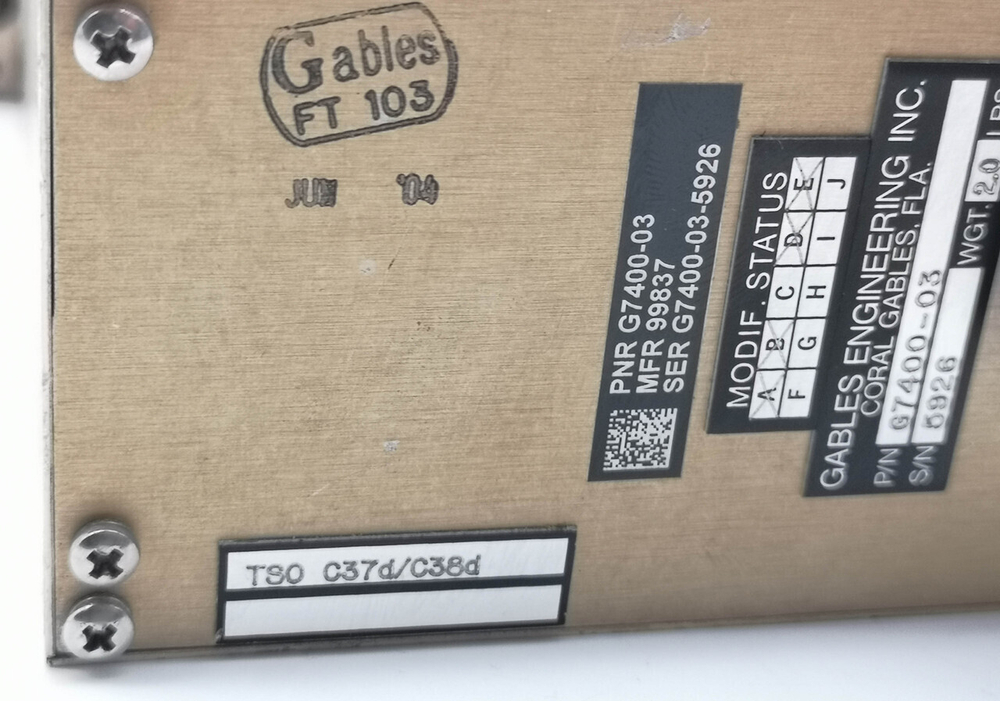 Gables
FT 103
JUN '04
PNR G7400-03
MFR 99837
SER G7400-03-5926
MODIF. STATUS
A B C D E
F G H I J
GABLES ENGINEERING INC.
CORAL GABLES, FLA.
P/N G7400-03
S/N 5926 WGT. 2.0 LBS
TSO C37d/C38d